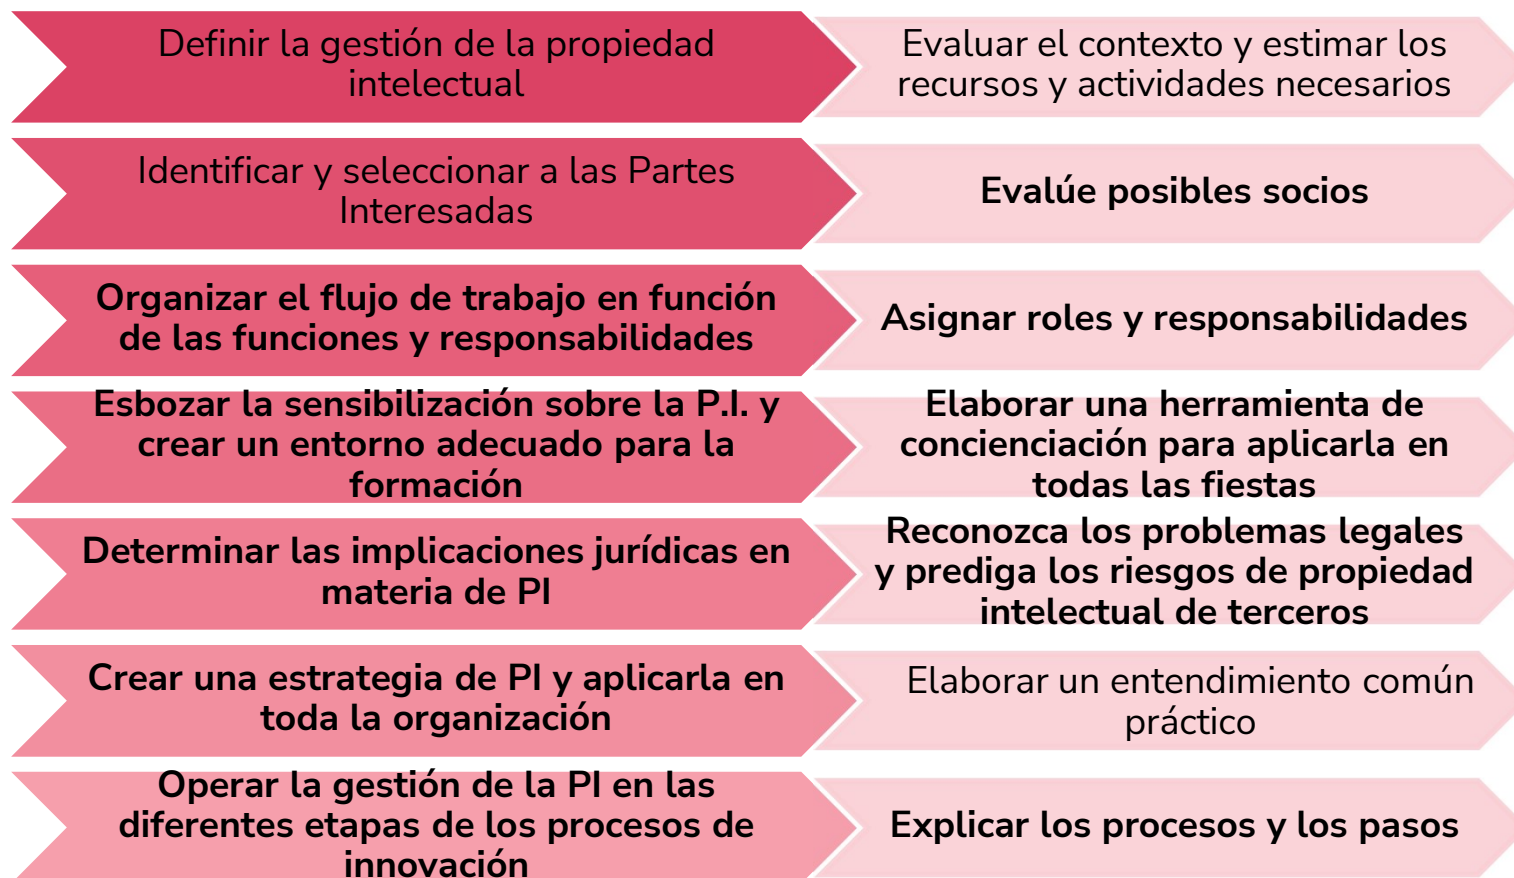 Definir la gestión de la propiedad
intelectual
Evaluar el contexto y estimar los
recursos y actividades necesarios
Identificar y seleccionar a las Partes
Interesadas
Evalúe posibles socios
Organizar el flujo de trabajo en función
de las funciones y responsabilidades
Asignar roles y responsabilidades
Esbozar la sensibilización sobre la P.I. y
crear un entorno adecuado para la
formación
Elaborar una herramienta de
concienciación para aplicarla en
todas las fiestas
Determinar las implicaciones jurídicas en
materia de PI
Reconozca los problemas legales
y prediga los riesgos de propiedad
intelectual de terceros
Crear una estrategia de PI y aplicarla en
toda la organización
Elaborar un entendimiento común
práctico
Operar la gestión de la PI en las
diferentes etapas de los procesos de
innovación
Explicar los procesos y los pasos